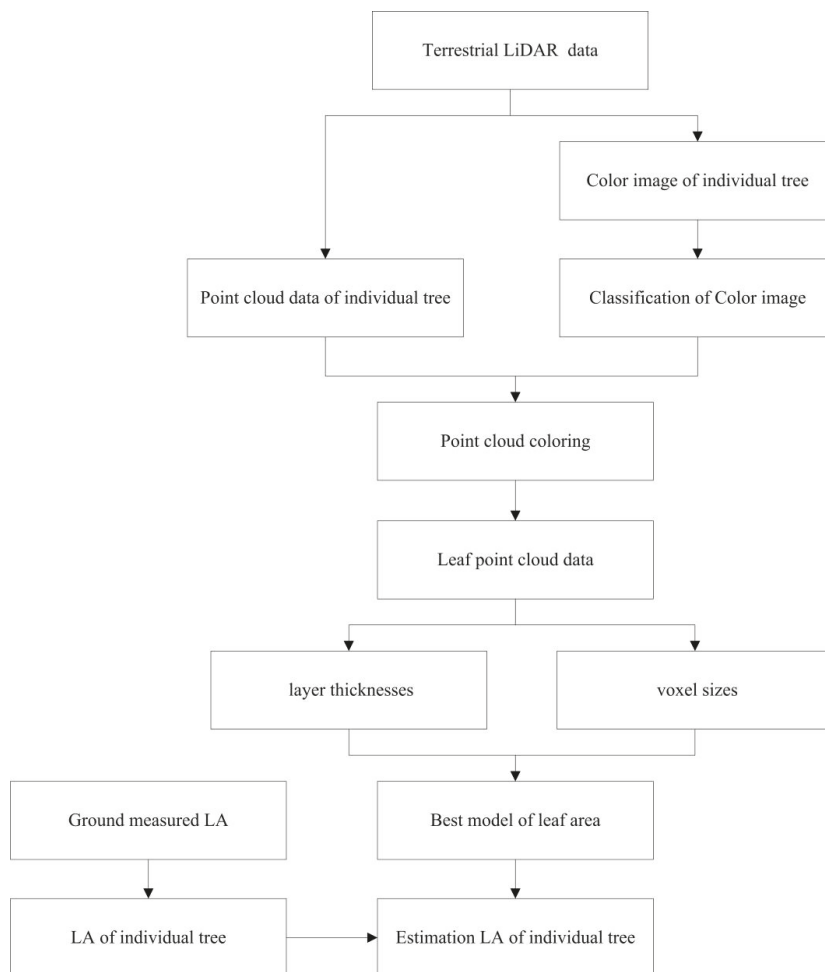 Terrestrial LiDAR data
Color image of individual tree
Point cloud data of individual tree
Classification of Color image
Point cloud coloring
Leaf point cloud data
layer thicknesses
voxel sizes
Ground measured LA
Best model of leaf area
LA of individual tree
Estimation LA of individual tree